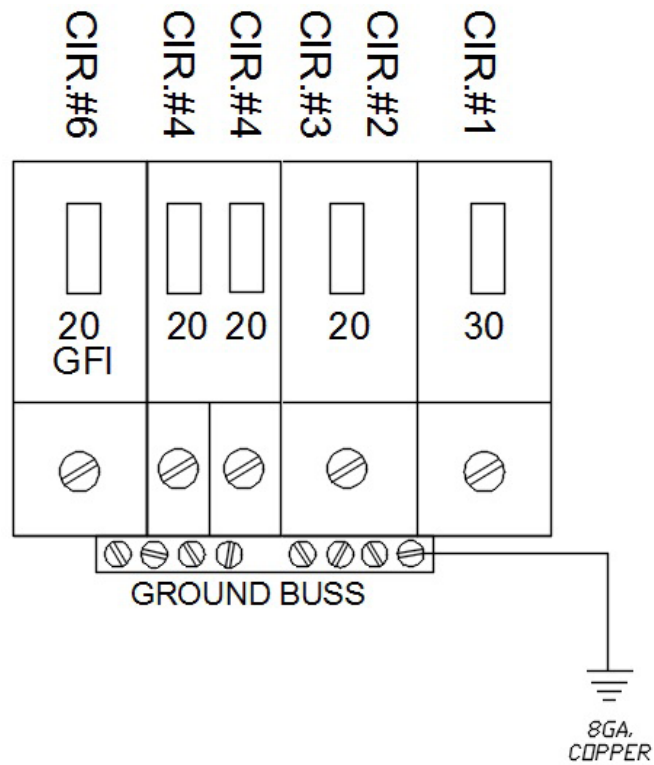 CIR.#6
CIR.#4
CIR.#4
CIR.#3
CIR.#2
CIR.#1
20
GFI
20
20
20
30
GROUND BUSS
8GA.
COPPER